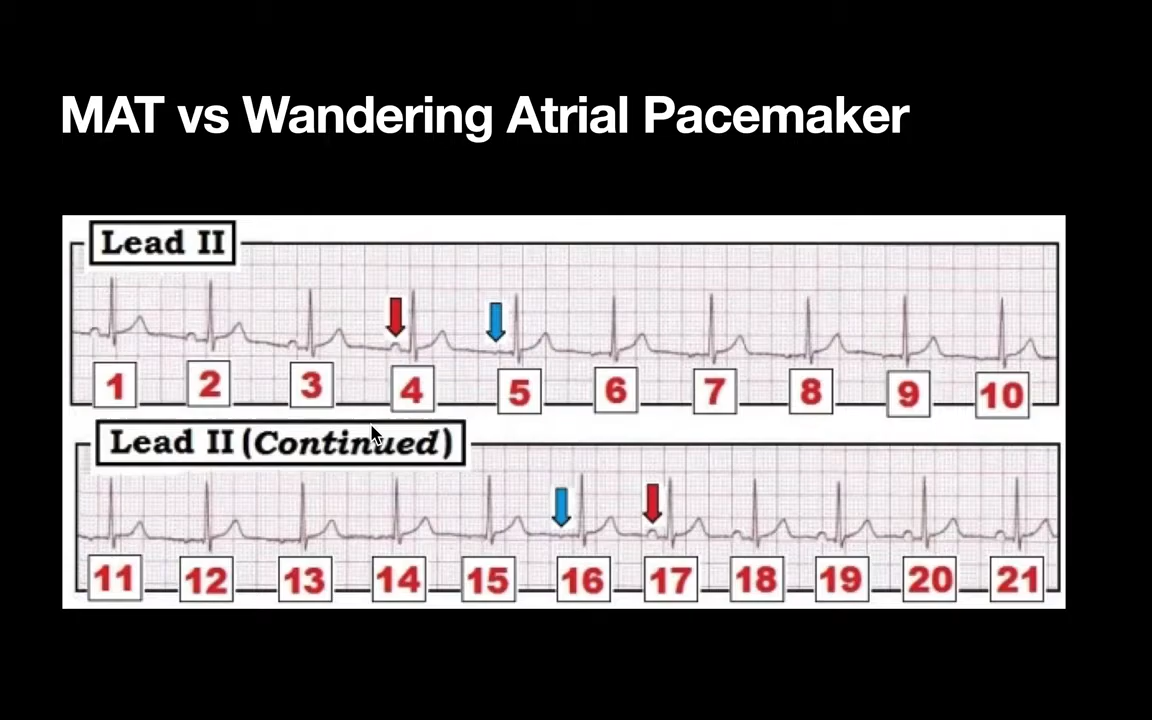 MAT vs Wandering Atrial Pacemaker
Lead II
1 2 3 4 5 6 7 8 9 10
Lead II (Continued)
11 12 13 14 15 16 17 18 19 20 21